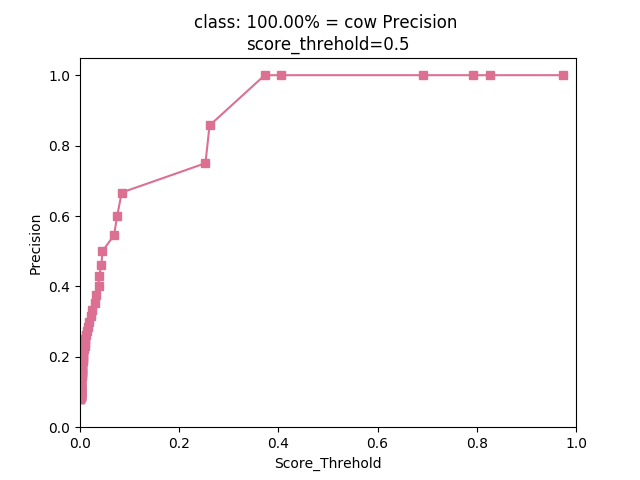 class: 100.00% = cow Precision
score_threhold=0.5
1.0
0.8
0.6
0.4
0.2
0.0
Precision
0.0 0.2 0.4 0.6 0.8 1.0
Score_Threhold